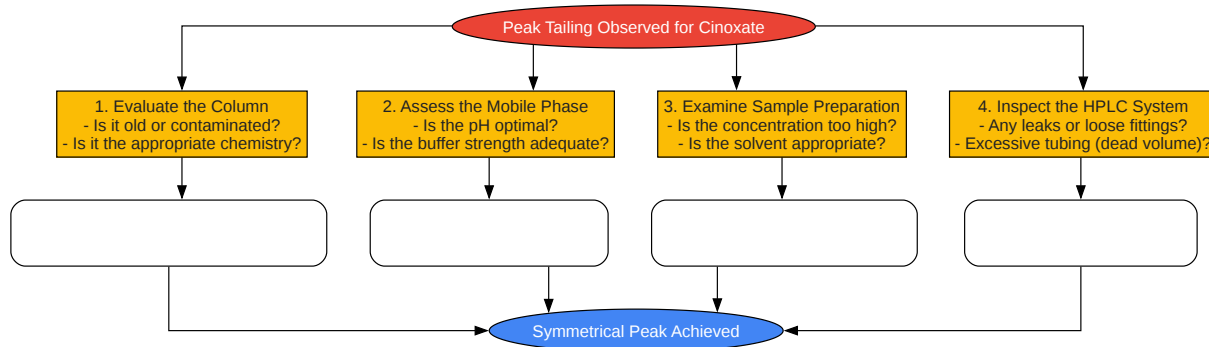 Peak Tailing Observed for Cinoxate
1. Evaluate the Column
- Is it old or contaminated?
- Is it the appropriate chemistry?
2. Assess the Mobile Phase
- Is the pH optimal?
- Is the buffer strength adequate?
3. Examine Sample Preparation
- Is the concentration too high?
- Is the solvent appropriate?
4. Inspect the HPLC System
- Any leaks or loose fittings?
- Excessive tubing (dead volume)?
Symmetrical Peak Achieved